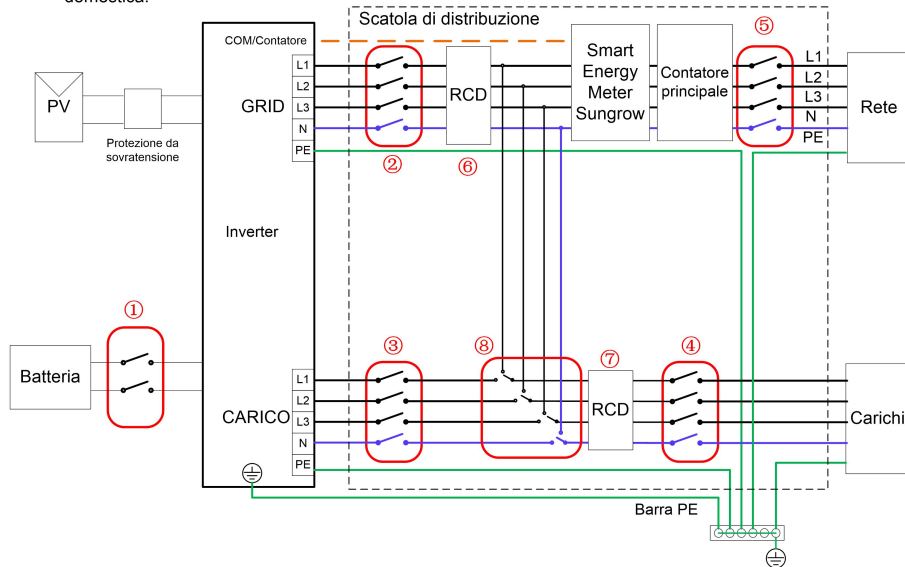 domestica.
Scatola di distribuzione
⑤
COM/Contatore
L1
L2
L3
N
PE
GRID
PV
Protezione da
sovratensione
②
RCD
⑥
Smart
Energy
Meter
Sungrow
Contatore
principale
L1
L2
L3
N
PE
Rete
Inverter
①
Batteria
③
⑧
⑦
④
L1
L2
L3
N
PE
CARICO
RCD
Carichi
Barra PE